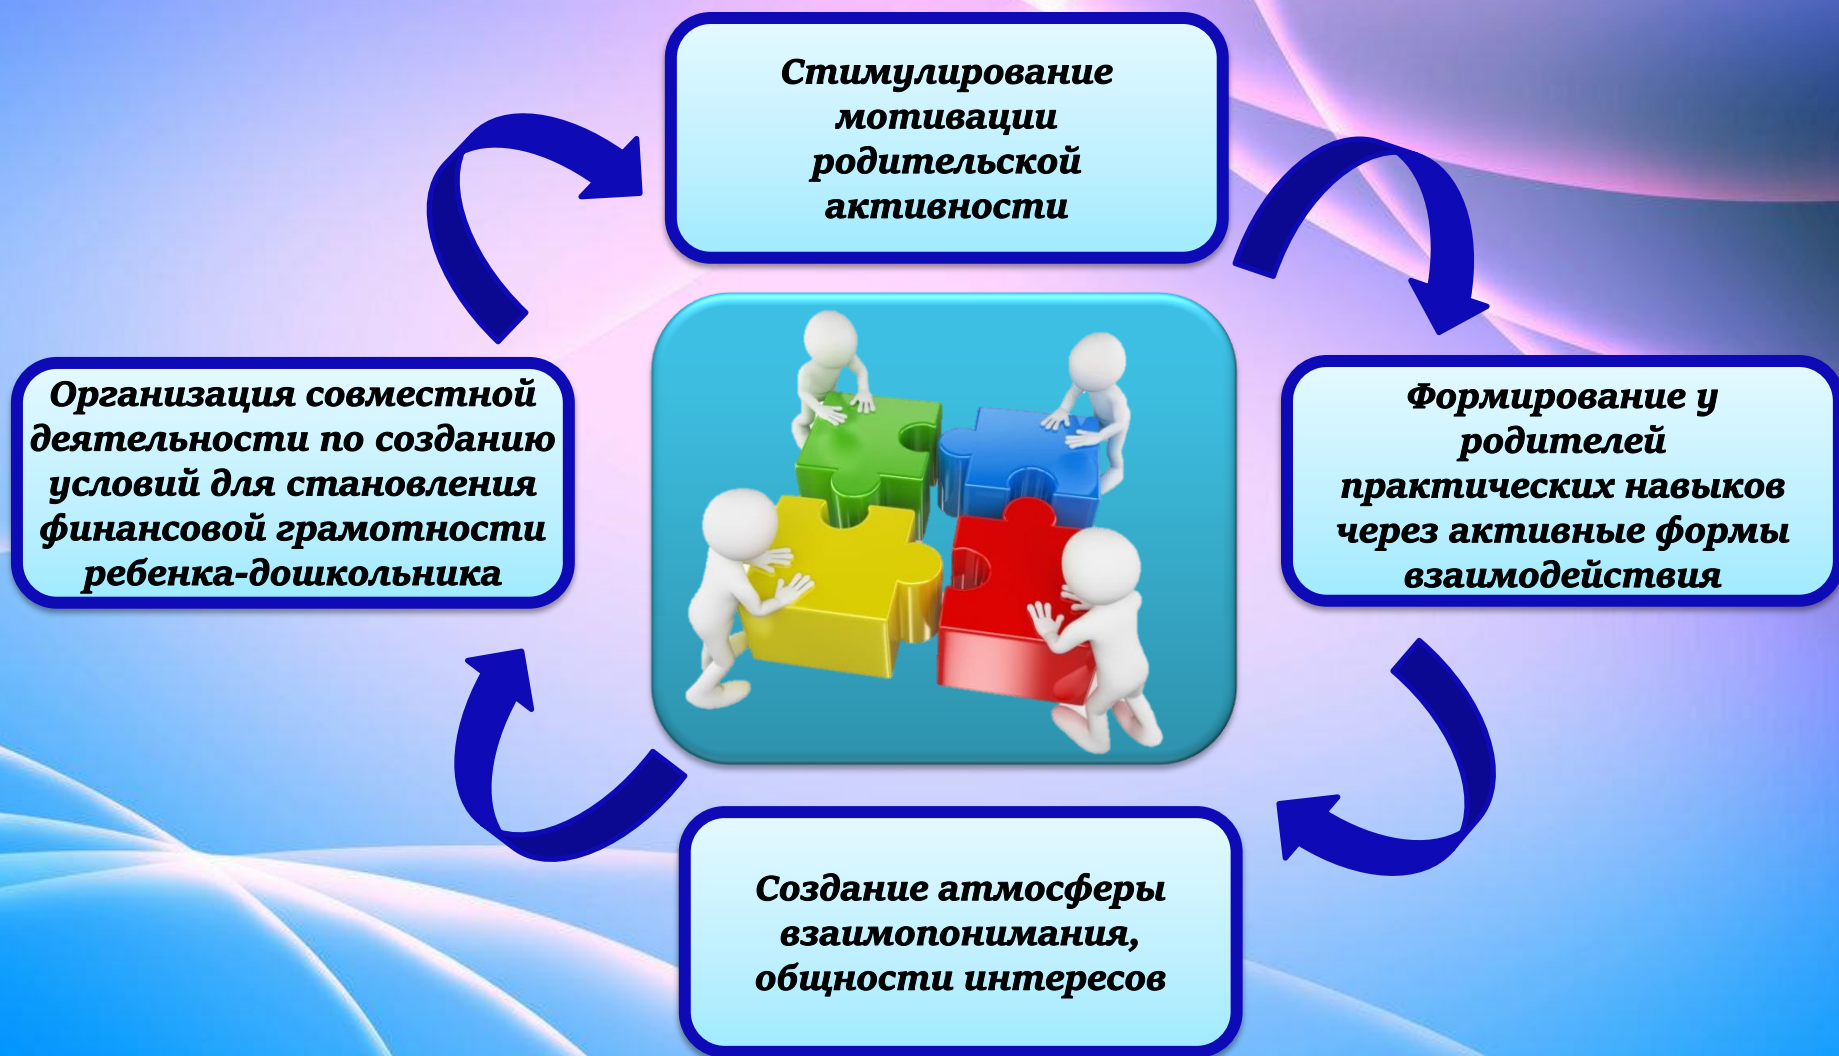 Стимулирование
мотивации
родительской
активности
Организация совместной
деятельности по созданию
условий для становления
финансовой грамотности
ребенка-дошкольника
Формирование у
родителей
практических навыков
через активные формы
взаимодействия
Создание атмосферы
взаимопонимания,
общности интересов